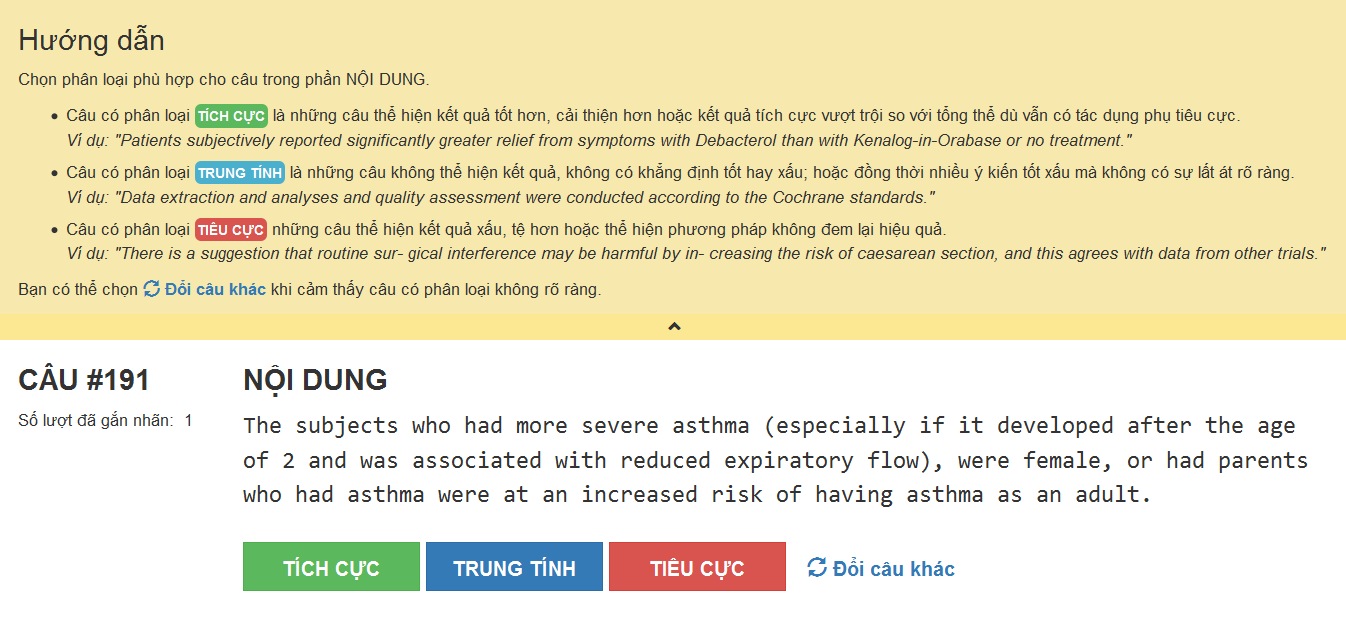 Hướng dẫn
Chọn phân loại phù hợp cho câu trong phần NỘI DUNG.
Câu có phân loại TÍCH CỰC là những câu thể hiện kết quả tốt hơn, cải thiện hơn hoặc kết quả tích cực vượt trội so với tổng thể dù vẫn có tác dụng phụ tiêu cực.
Ví dụ: "Patients subjectively reported significantly greater relief from symptoms with Debacterol than with Kenalog-in-Orabase or no treatment."
Câu có phân loại TRUNG TÍNH là những câu không thể hiện kết quả, không có khẳng định tốt hay xấu; hoặc đồng thời nhiều ý kiến tốt xấu mà không có sự lất át rõ ràng.
Ví dụ: "Data extraction and analyses and quality assessment were conducted according to the Cochrane standards."
Câu có phân loại TIÊU CỰC những câu thể hiện kết quả xấu, tệ hơn hoặc thể hiện phương pháp không đem lại hiệu quả.
Ví dụ: "There is a suggestion that routine sur- gical interference may be harmful by in- creasing the risk of caesarean section, and this agrees with data from other trials."
Bạn có thể chọn Đổi câu khác khi cảm thấy câu có phân loại không rõ ràng.
CÂU #191
Số lượt đã gắn nhãn: 1
NỘI DUNG
The subjects who had more severe asthma (especially if it developed after the age
of 2 and was associated with reduced expiratory flow), were female, or had parents
who had asthma were at an increased risk of having asthma as an adult.
TÍCH CỰC TRUNG TÍNH TIÊU CỰC Đổi câu khác